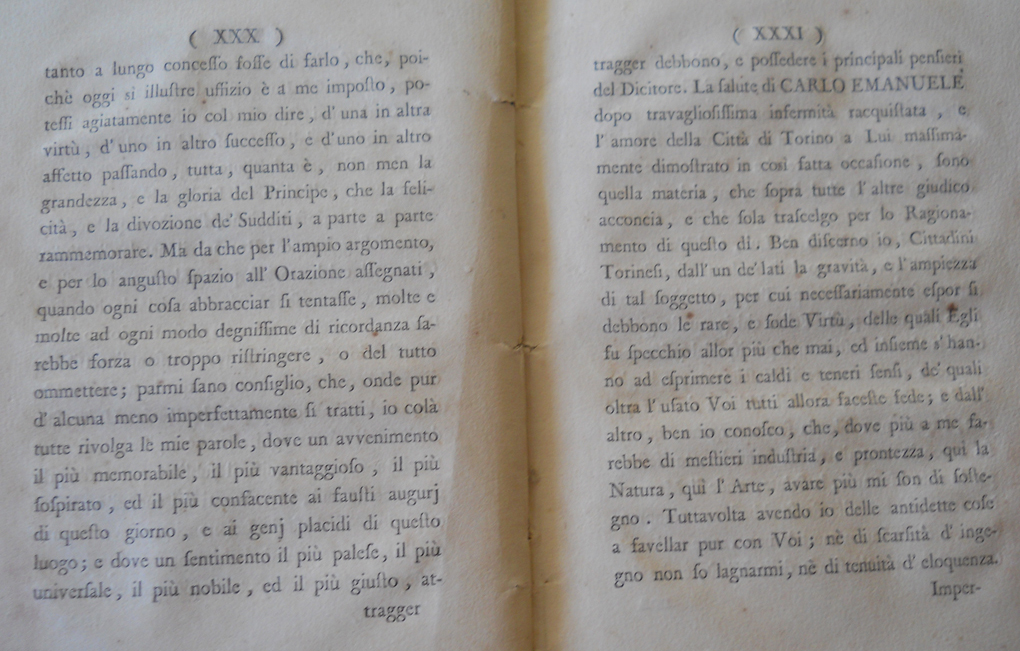 ( XXX )
tanto a lungo conceſſo foſſe di farlo, che, poi-
chè oggi sì illuſtre uffizio è a me impoſto, po-
teſſi agiatamente io col mio dire, d'una in altra
virtù, d'uno in altro ſucceſſo, e d'uno in altro
affetto paſſando, tutta, quanta è, non men la
grandezza, e la gloria del Principe, che la feli-
cità, e la divozione de' Sudditi, a parte a parte
rammemorare. Ma da che per l'ampio argomento,
e per lo anguſto ſpazio all' Orazione aſſegnati,
quando ogni coſa abbracciar ſi tentaſſe, molte e
molte ad ogni modo degniſſime di ricordanza ſa-
rebbe forza o troppo riſtringere, o del tutto
ommettere; parmi ſano conſiglio, che, onde pur
d'alcuna meno imperfettamente ſi tratti, io colà
tutte rivolga le mie parole, dove un avvenimento
il più memorabile, il più vantaggioſo, il più
ſoſpirato, ed il più confacente ai fauſti augurj
di queſto giorno, e ai genj placidi di queſto
luogo; e dove un ſentimento il più paleſe, il più
univerſale, il più nobile, ed il più giuſto, at-
tragger
( XXXI )
tragger debbono, e poſſedere i principali penſieri
del Dicitore. La ſalute di CARLO EMANUELE
dopo travaglioſiſſima infermità racquiſtata, e
l'amore della Città di Torino a Lui maſſima-
mente dimoſtrato in così fatta occaſione, ſono
quella materia, che ſopra tutte l'altre giudico
acconcia, e che ſola traſcelgo per lo Ragiona-
mento di queſto dì. Ben diſcerno io, Cittadini
Torineſi, dall'un de' lati la gravità, e l'ampiezza
di tal ſoggetto, per cui neceſſariamente eſpor ſi
debbono le rare, e ſode Virtù, delle quali Egli
fu ſpecchio allor più che mai, ed inſieme s'han-
no ad eſprimere i caldi e teneri ſenſi, de' quali
oltra l'uſato Voi tutti allora faceſte fede; e dall'
altro, ben io conoſco, che, dove più a me fa-
rebbe di meſtieri induſtria, e prontezza, quì la
Natura, quì l'Arte, avare più mi ſon di ſoſte-
gno. Tuttavolta avendo io delle antidette coſe
a favellar pur con Voi; nè di ſcarſità d'inge-
gno non ſo lagnarmi, nè di tenuità d'eloquenza.
Imper-